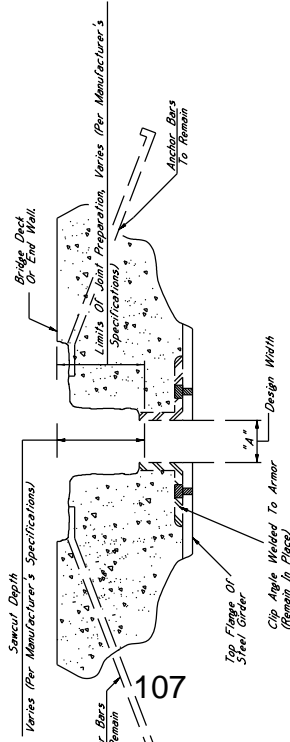 Sawcut Depth
Varies (Per Manufacturer's Specifications)
Bridge Deck
Or End Wall.
Limits Of Joint Preparation, Varies (Per Manufacturer's
Specifications)
Anchor Bars
To Remain
Bars
Remain
107
Top Flange Of
Steel Girder
Clip Angle Welded To Armor
(Remain In Place)
"A"
Design Width